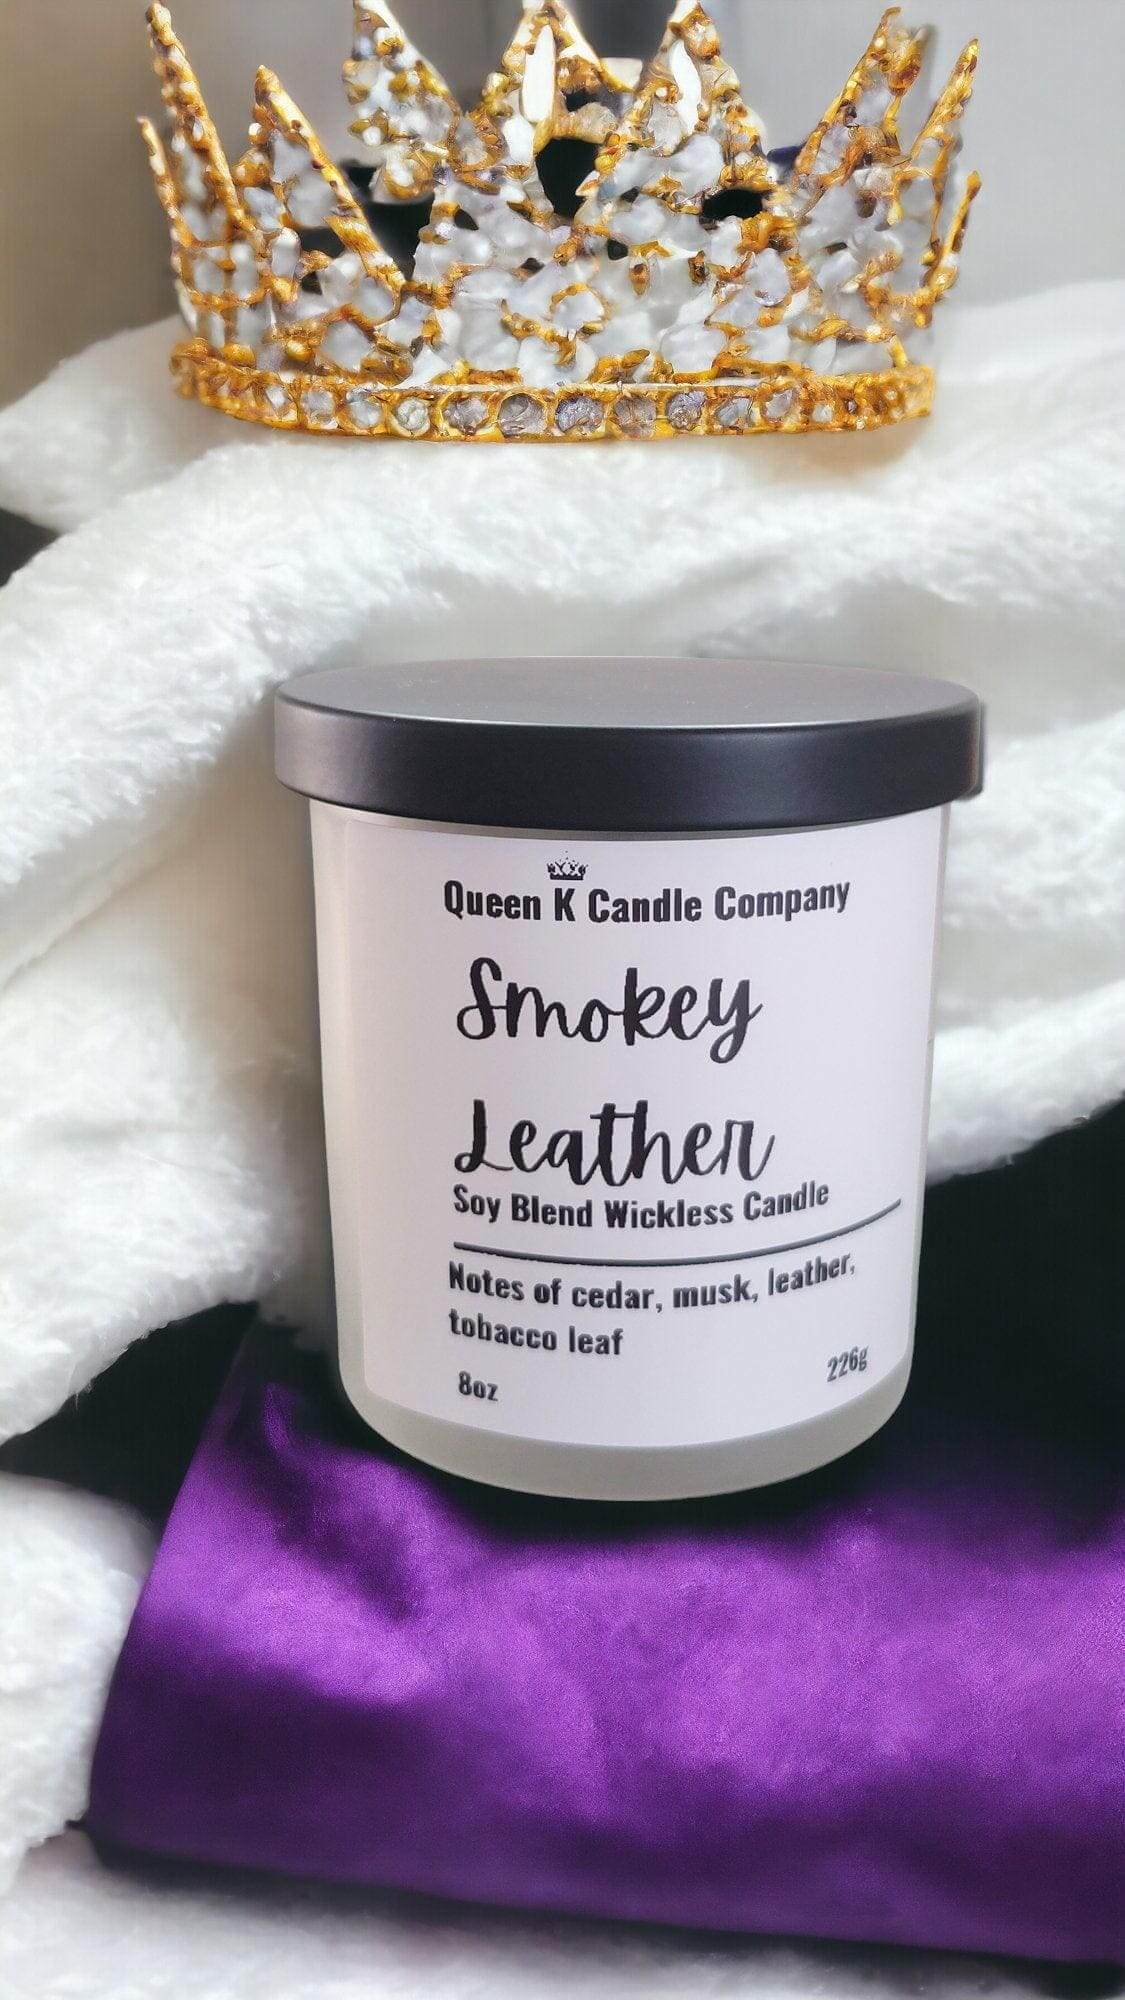 Queen K Candle Company
Smokey
Leather
Soy Blend Wickless Candle
Notes of cedar, musk, leather,
tobacco leaf
8oz 226g